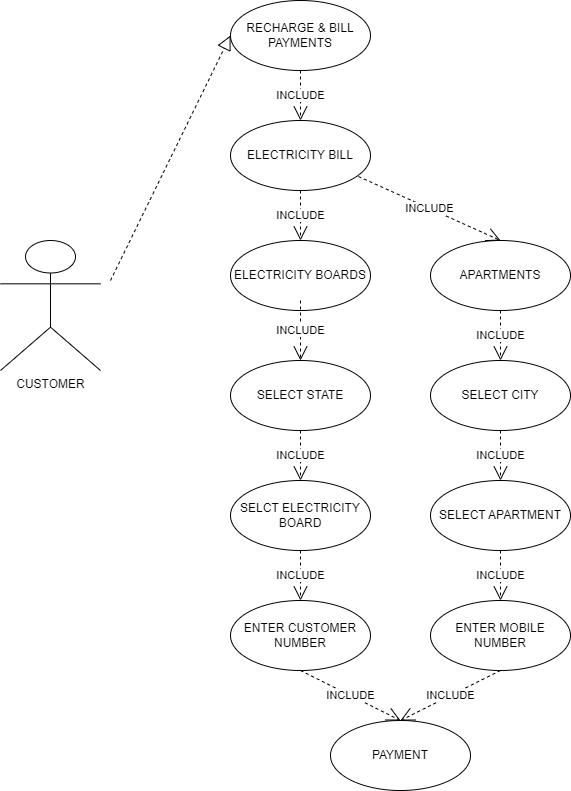 RECHARGE & BILL
PAYMENTS
INCLUDE
ELECTRICITY BILL
INCLUDE
INCLUDE
ELECTRICITY BOARDS
APARTMENTS
INCLUDE
INCLUDE
CUSTOMER
SELECT STATE
SELECT CITY
INCLUDE
INCLUDE
SELCT ELECTRICITY
BOARD
SELECT APARTMENT
INCLUDE
INCLUDE
ENTER CUSTOMER
NUMBER
ENTER MOBILE
NUMBER
INCLUDE
INCLUDE
PAYMENT